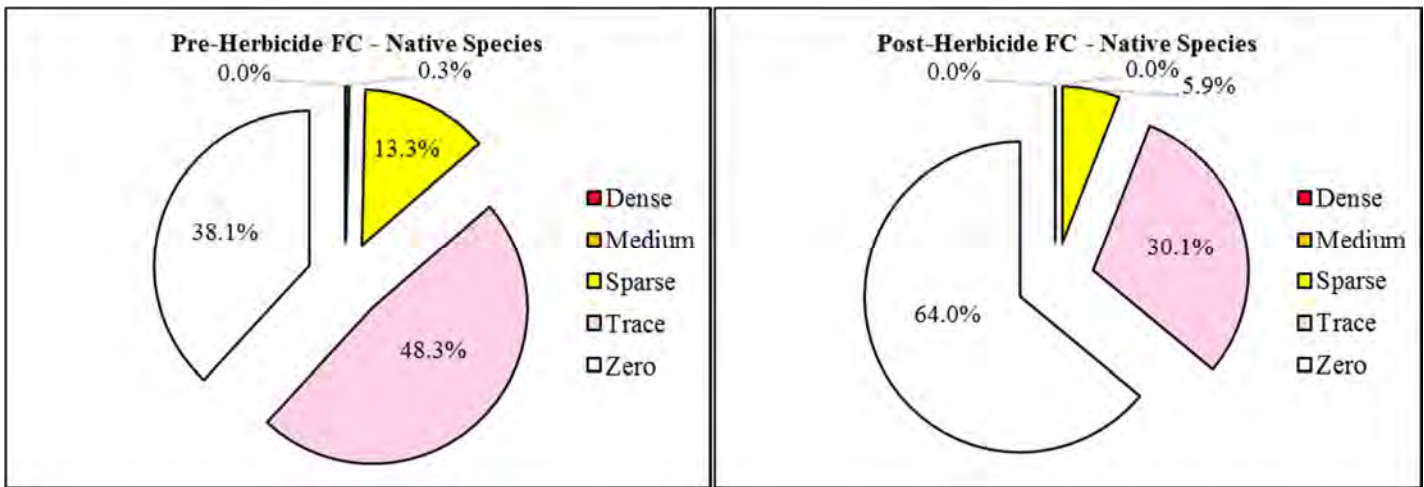 Pre-Herbicide FC - Native Species
0.0%
0.3%
13.3%
38.1%
48.3%
Dense
Medium
Sparse
Trace
Zero
Post-Herbicide FC - Native Species
0.0%
0.0%
5.9%
30.1%
64.0%
Dense
Medium
Sparse
Trace
Zero